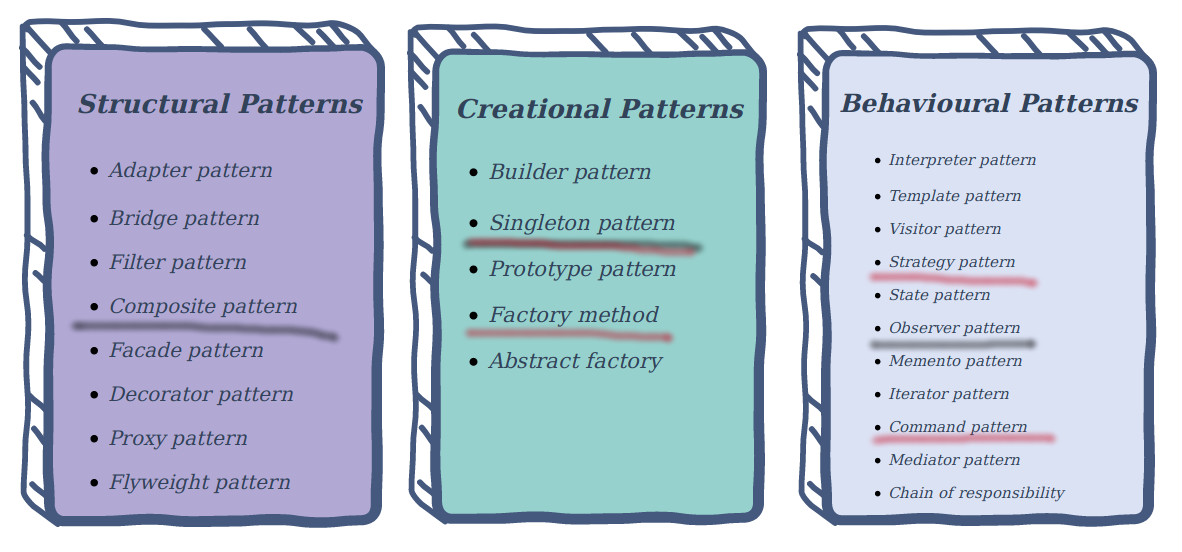 Structural Patterns
Adapter pattern
Bridge pattern
Filter pattern
Composite pattern
Facade pattern
Decorator pattern
Proxy pattern
Flyweight pattern
Creational Patterns
Builder pattern
Singleton pattern
Prototype pattern
Factory method
Abstract factory
Behavioural Patterns
Interpreter pattern
Template pattern
Visitor pattern
Strategy pattern
State pattern
Observer pattern
Memento pattern
Iterator pattern
Command pattern
Mediator pattern
Chain of responsibility